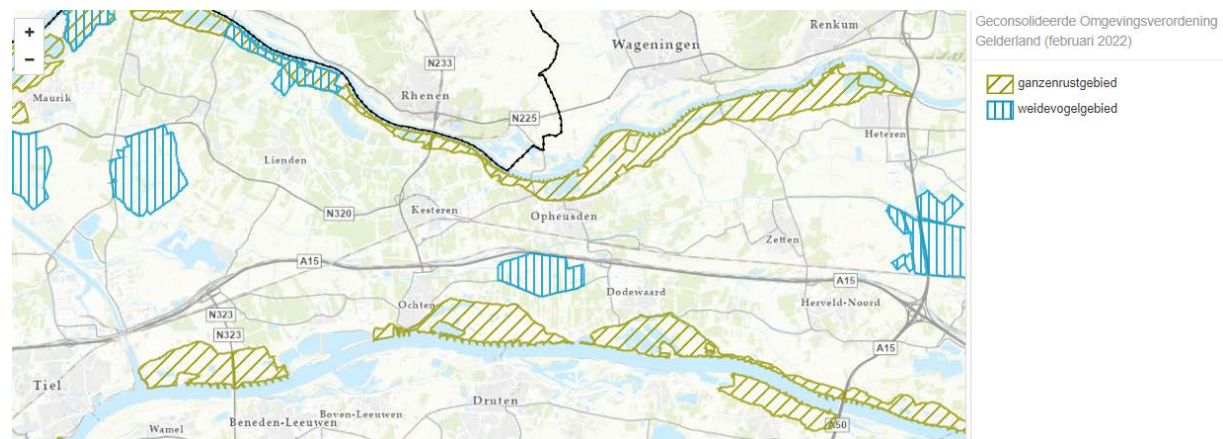 Geconsolideerde Omgevingsverordening
Gelderland (februari 2022)
ganzenrustgebied
weidevogelgebied
+
−
Renkum
Wageningen
N233
Maurik
Rhenen
N225
Heteren
Lienden
N320
Kesteren
Opheusden
Zetten
A15
A15
Ochten
Dodewaard
Herveld-Noord
N323
N323
A15
Tiel
Druten
Boven-Leeuwen
Beneden-Leeuwen
Wamel
A50